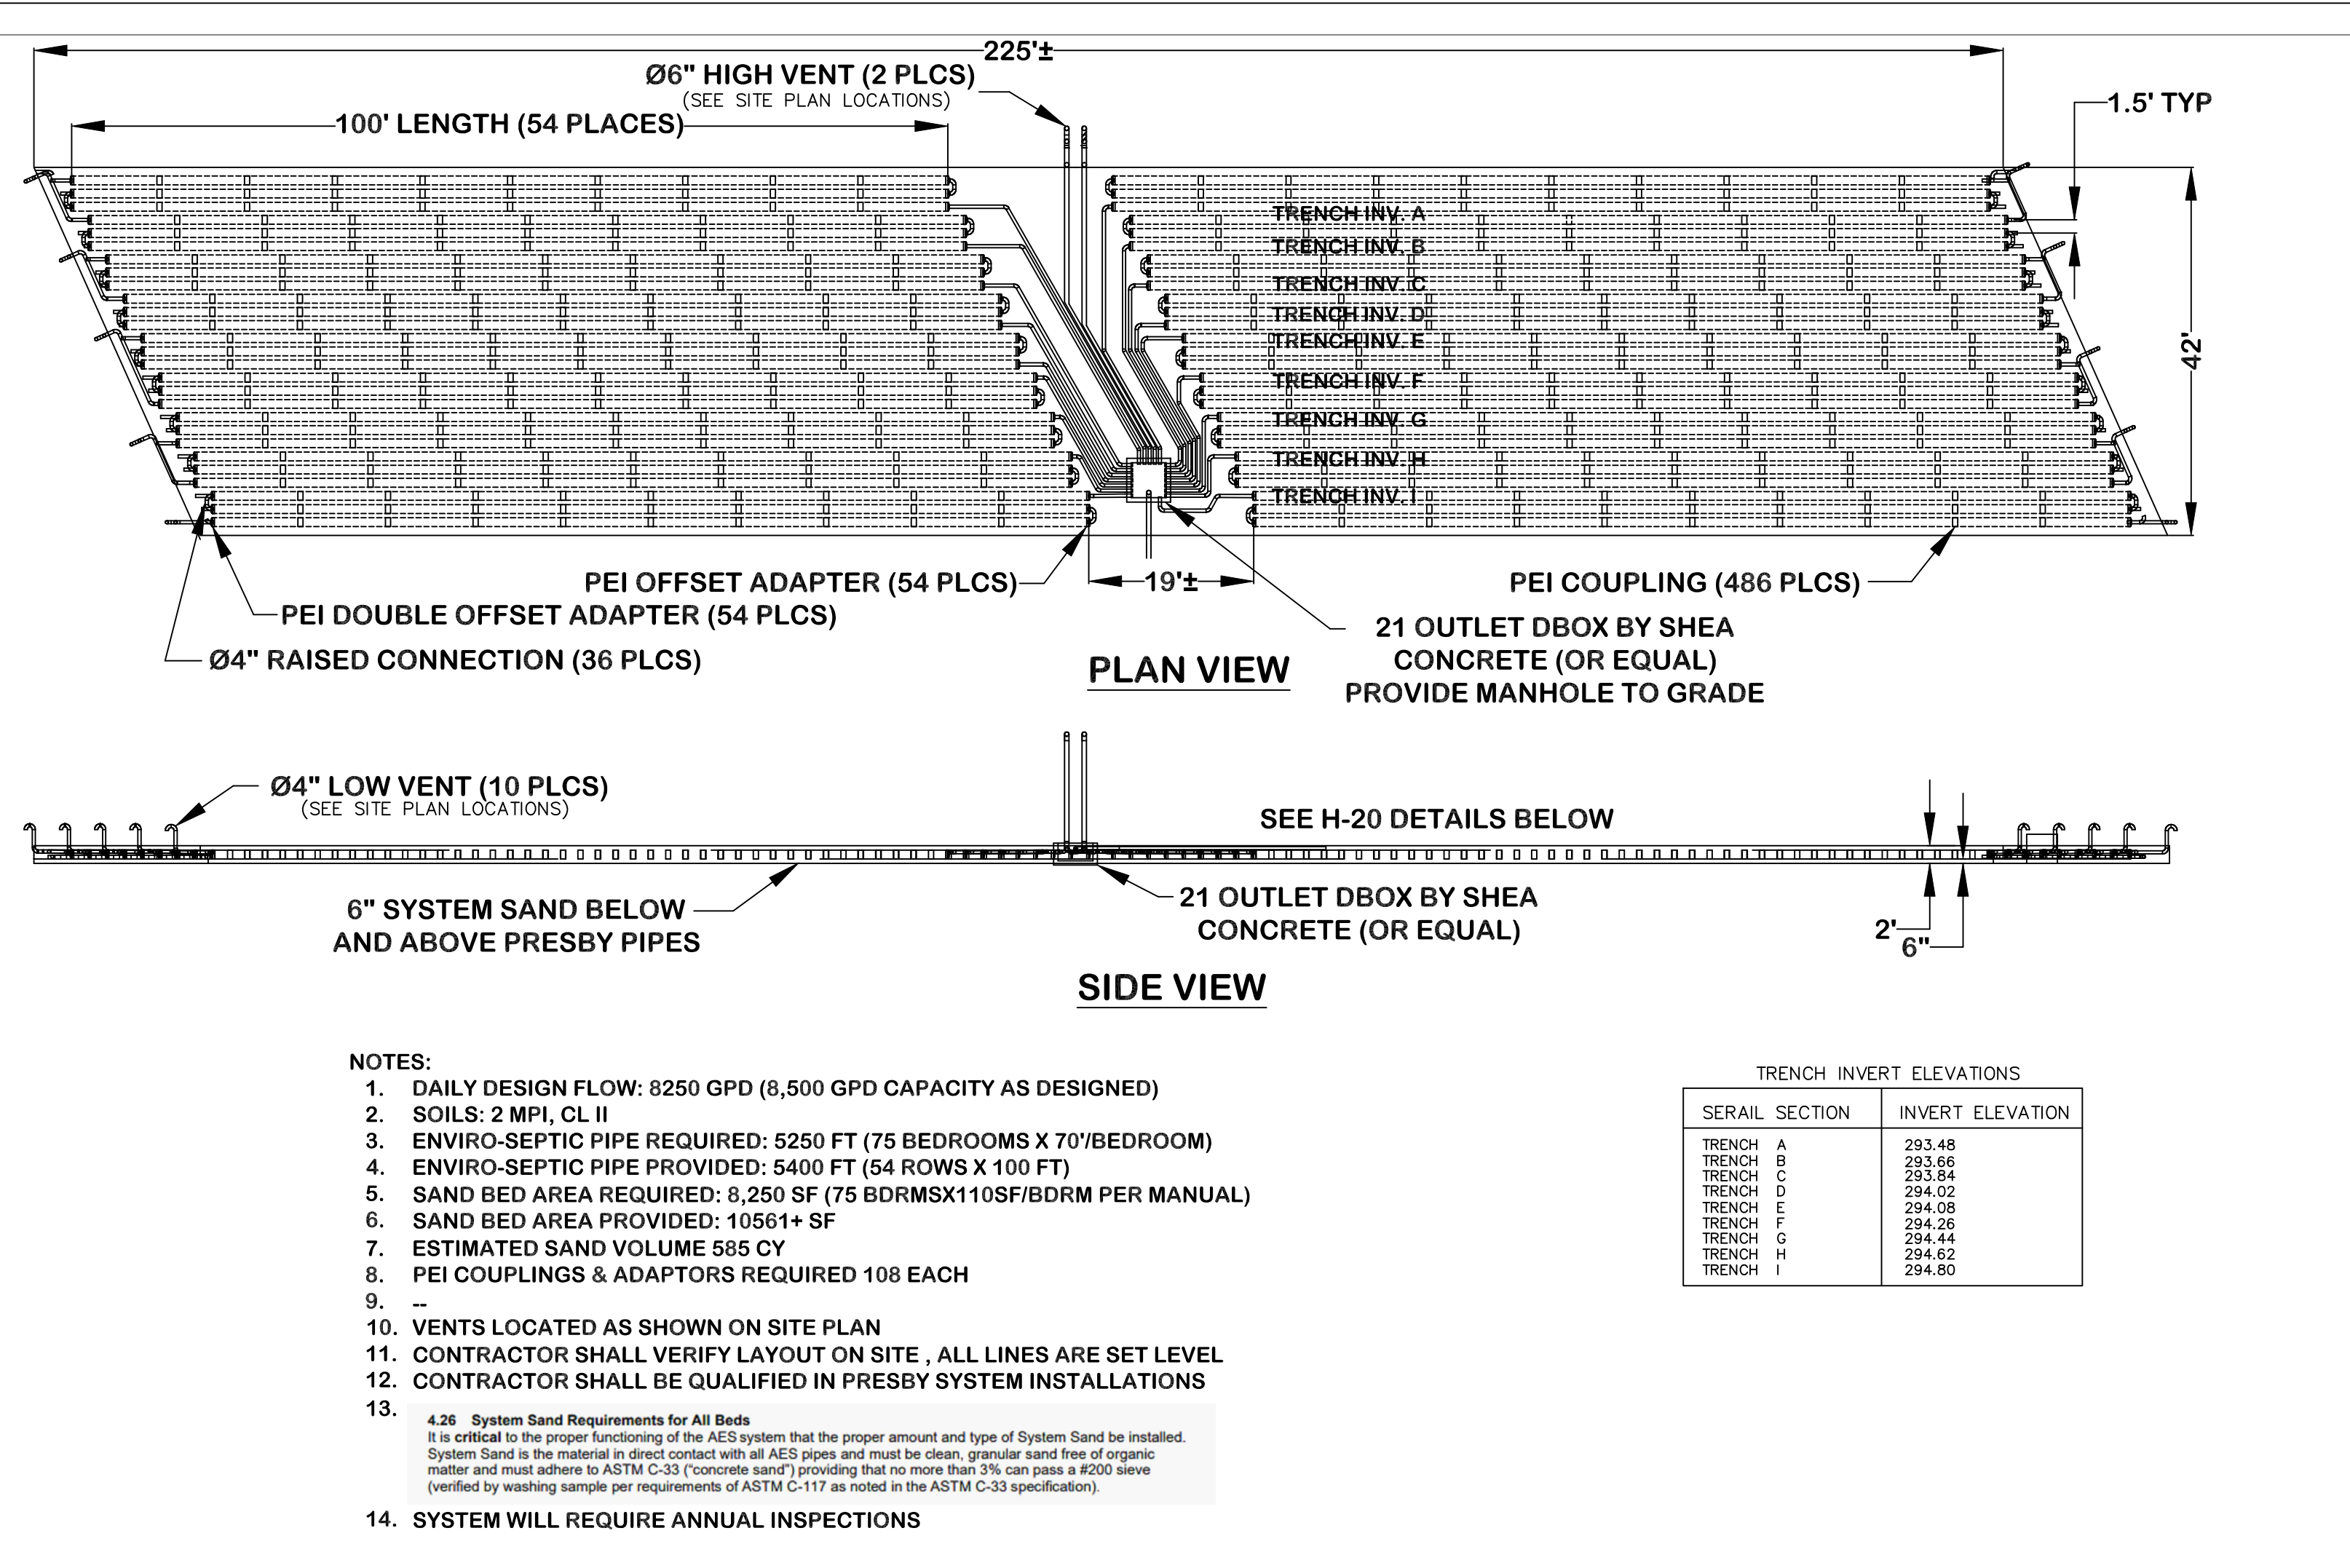 225'±
Ø6" HIGH VENT (2 PLCS)
(SEE SITE PLAN LOCATIONS)
1.5' TYP
100' LENGTH (54 PLACES)
TRENCH INV. A
TRENCH INV. B
TRENCH INV. C
TRENCH INV. D
TRENCH INV. E
TRENCH INV. F
TRENCH INV. G
TRENCH INV. H
TRENCH INV. I
42'
PEI OFFSET ADAPTER (54 PLCS)
19'±
PEI COUPLING (486 PLCS)
PEI DOUBLE OFFSET ADAPTER (54 PLCS)
Ø4" RAISED CONNECTION (36 PLCS)
21 OUTLET DBOX BY SHEA
CONCRETE (OR EQUAL)
PROVIDE MANHOLE TO GRADE
PLAN VIEW
Ø4" LOW VENT (10 PLCS)
(SEE SITE PLAN LOCATIONS)
SEE H-20 DETAILS BELOW
6" SYSTEM SAND BELOW
AND ABOVE PRESBY PIPES
21 OUTLET DBOX BY SHEA
CONCRETE (OR EQUAL)
2'
6"
SIDE VIEW
NOTES:
1. DAILY DESIGN FLOW: 8250 GPD (8,500 GPD CAPACITY AS DESIGNED)
2. SOILS: 2 MPI, CL II
3. ENVIRO-SEPTIC PIPE REQUIRED: 5250 FT (75 BEDROOMS X 70'/BEDROOM)
4. ENVIRO-SEPTIC PIPE PROVIDED: 5400 FT (54 ROWS X 100 FT)
5. SAND BED AREA REQUIRED: 8,250 SF (75 BDRMSX110SF/BDRM PER MANUAL)
6. SAND BED AREA PROVIDED: 10561+ SF
7. ESTIMATED SAND VOLUME 585 CY
8. PEI COUPLINGS & ADAPTORS REQUIRED 108 EACH
9. --
10. VENTS LOCATED AS SHOWN ON SITE PLAN
11. CONTRACTOR SHALL VERIFY LAYOUT ON SITE , ALL LINES ARE SET LEVEL
12. CONTRACTOR SHALL BE QUALIFIED IN PRESBY SYSTEM INSTALLATIONS
13.
4.26 System Sand Requirements for All Beds
It is critical to the proper functioning of the AES system that the proper amount and type of System Sand be installed.
System Sand is the material in direct contact with all AES pipes and must be clean, granular sand free of organic
matter and must adhere to ASTM C-33 (“concrete sand”) providing that no more than 3% can pass a #200 sieve
(verified by washing sample per requirements of ASTM C-117 as noted in the ASTM C-33 specification).
14. SYSTEM WILL REQUIRE ANNUAL INSPECTIONS
TRENCH INVERT ELEVATIONS
SERAIL SECTION INVERT ELEVATION
TRENCH A 293.48
TRENCH B 293.66
TRENCH C 293.84
TRENCH D 294.02
TRENCH E 294.08
TRENCH F 294.26
TRENCH G 294.44
TRENCH H 294.62
TRENCH I 294.80